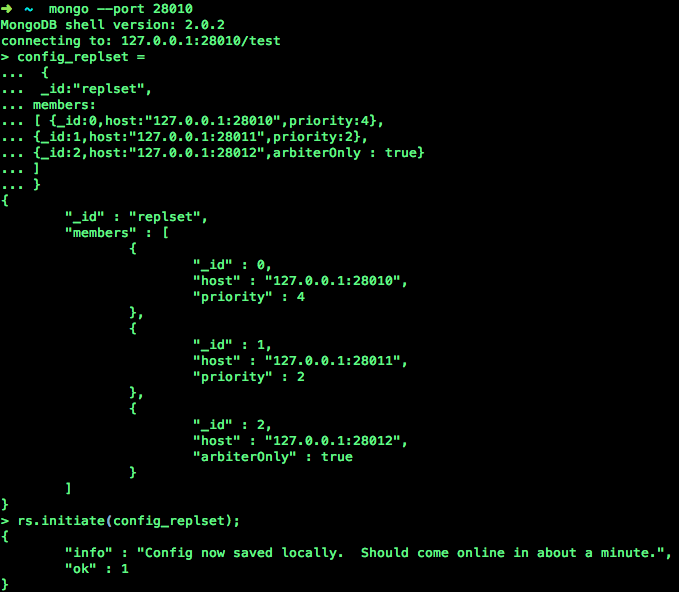 ➜  ~  mongo --port 28010
MongoDB shell version: 2.0.2
connecting to: 127.0.0.1:28010/test
> config_replset =
...  {
...  _id:"replset",
... members:
... [ {_id:0,host:"127.0.0.1:28010",priority:4},
... {_id:1,host:"127.0.0.1:28011",priority:2},
... {_id:2,host:"127.0.0.1:28012",arbiterOnly : true}
... ]
... }
{
        "_id" : "replset",
        "members" : [
                {
                        "_id" : 0,
                        "host" : "127.0.0.1:28010",
                        "priority" : 4
                },
                {
                        "_id" : 1,
                        "host" : "127.0.0.1:28011",
                        "priority" : 2
                },
                {
                        "_id" : 2,
                        "host" : "127.0.0.1:28012",
                        "arbiterOnly" : true
                }
        ]
}
> rs.initiate(config_replset);
{
        "info" : "Config now saved locally.  Should come online in about a minute.",
        "ok" : 1
}